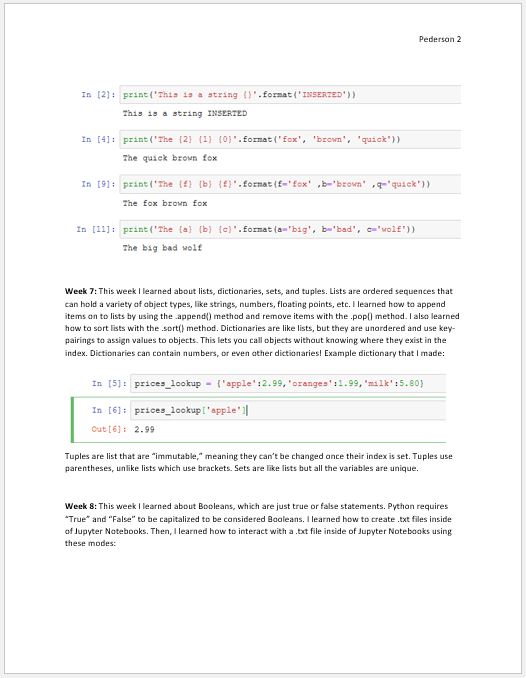 Pederson 2
In [2]: print('This is a string {}'.format('INSERTED'))
This is a string INSERTED
In [4]: print('The {2} {1} {0}'.format('fox', 'brown', 'quick'))
The quick brown fox
In [9]: print('The {f} {b} {f}'.format(f='fox' ,b='brown' ,q='quick'))
The fox brown fox
In [11]: print('The {a} {b} {c}'.format(a='big', b='bad', c='wolf'))
The big bad wolf
Week 7: This week I learned about lists, dictionaries, sets, and tuples. Lists are ordered sequences that
can hold a variety of object types, like strings, numbers, floating points, etc. I learned how to append
items on to lists by using the .append() method and remove items with the .pop() method. I also learned
how to sort lists with the .sort() method. Dictionaries are like lists, but they are unordered and use key-
pairings to assign values to objects. This lets you call objects without knowing where they exist in the
index. Dictionaries can contain numbers, or even other dictionaries! Example dictionary that I made:
In [5]: prices_lookup = {'apple':2.99,'oranges':1.99,'milk':5.80}
In [6]: prices_lookup['apple']
Out[6]: 2.99
Tuples are list that are “immutable,” meaning they can’t be changed once their index is set. Tuples use
parentheses, unlike lists which use brackets. Sets are like lists but all the variables are unique.
Week 8: This week I learned about Booleans, which are just true or false statements. Python requires
“True” and “False” to be capitalized to be considered Booleans. I learned how to create .txt files inside
of Jupyter Notebooks. Then, I learned how to interact with a .txt file inside of Jupyter Notebooks using
these modes: